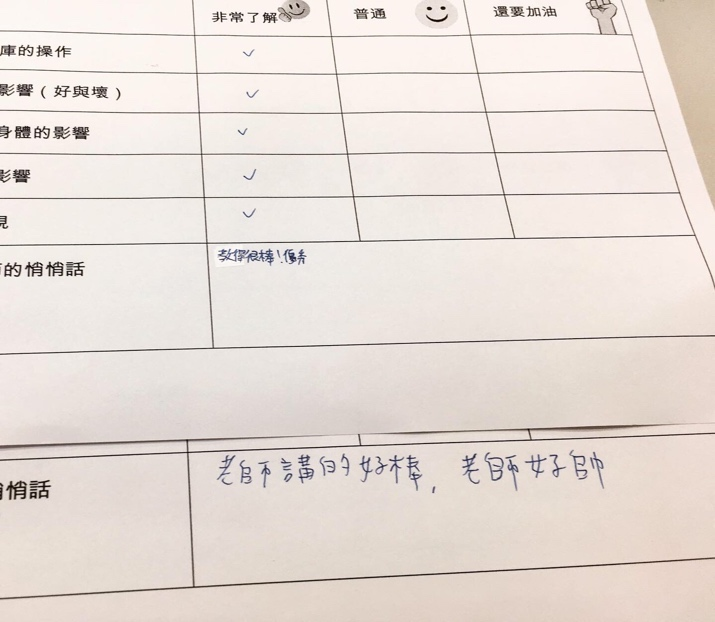 非常了解 普通 還要加油
庫的操作
影響（好與壞）
身體的影響
影響
現
的悄悄話
教得很棒！優秀
悄悄話
老師講的好棒，老師好帥